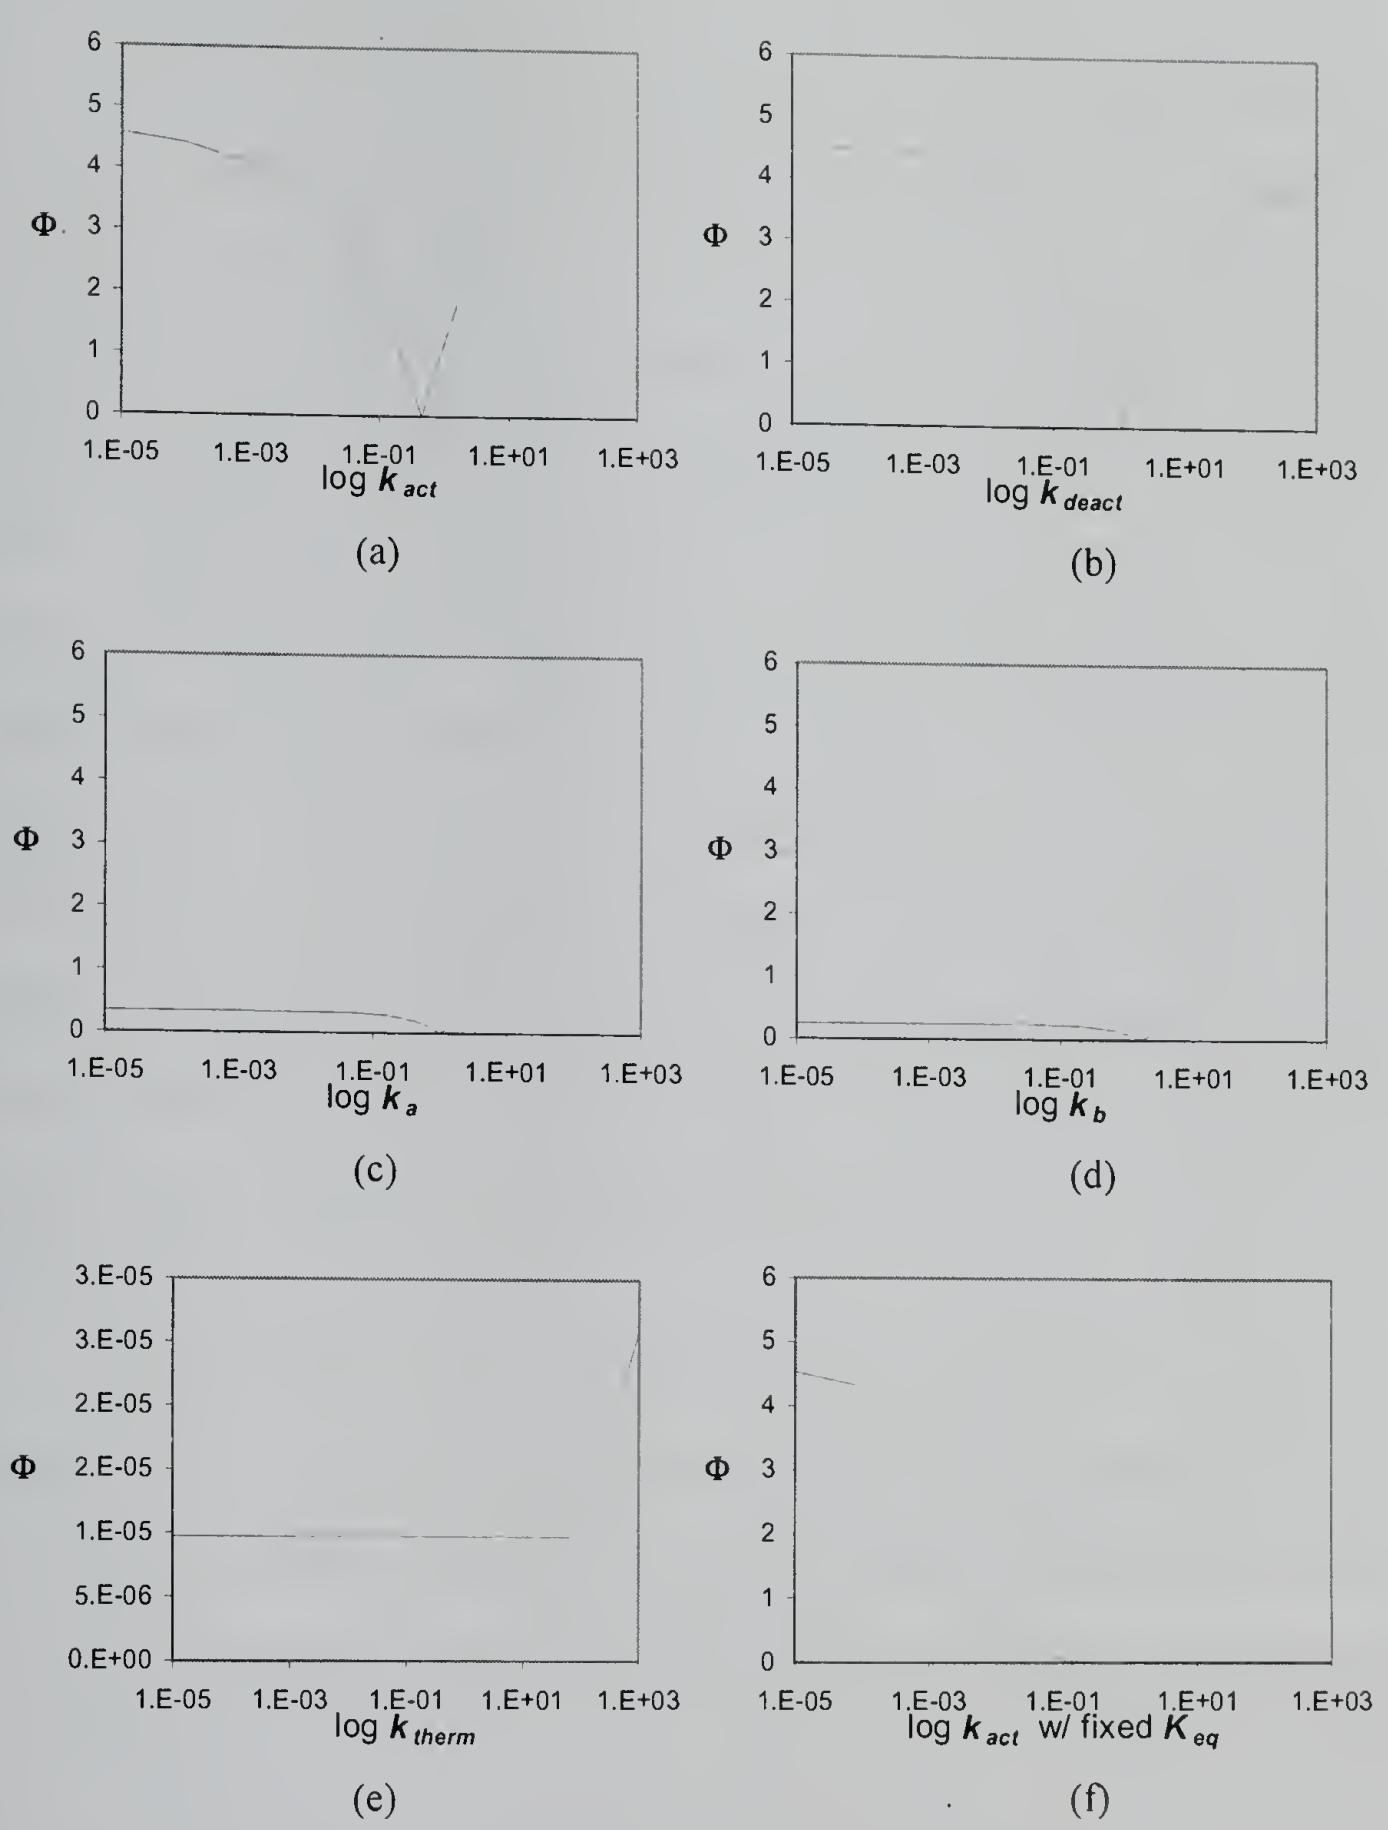 6
5
4
Φ 3
2
1
0
1.E-05 1.E-03 1.E-01 1.E+01 1.E+03
log k act
(a)
6
5
4
Φ 3
2
1
0
1.E-05 1.E-03 1.E-01 1.E+01 1.E+03
log k deact
(b)
6
5
4
Φ 3
2
1
0
1.E-05 1.E-03 1.E-01 1.E+01 1.E+03
log k a
(c)
6
5
4
Φ 3
2
1
0
1.E-05 1.E-03 1.E-01 1.E+01 1.E+03
log k b
(d)
3.E-05
3.E-05
2.E-05
Φ 2.E-05
1.E-05
5.E-06
0.E+00
1.E-05 1.E-03 1.E-01 1.E+01 1.E+03
log k therm
(e)
6
5
4
Φ 3
2
1
0
1.E-05 1.E-03 1.E-01 1.E+01 1.E+03
log k act w/ fixed K eq
(f)